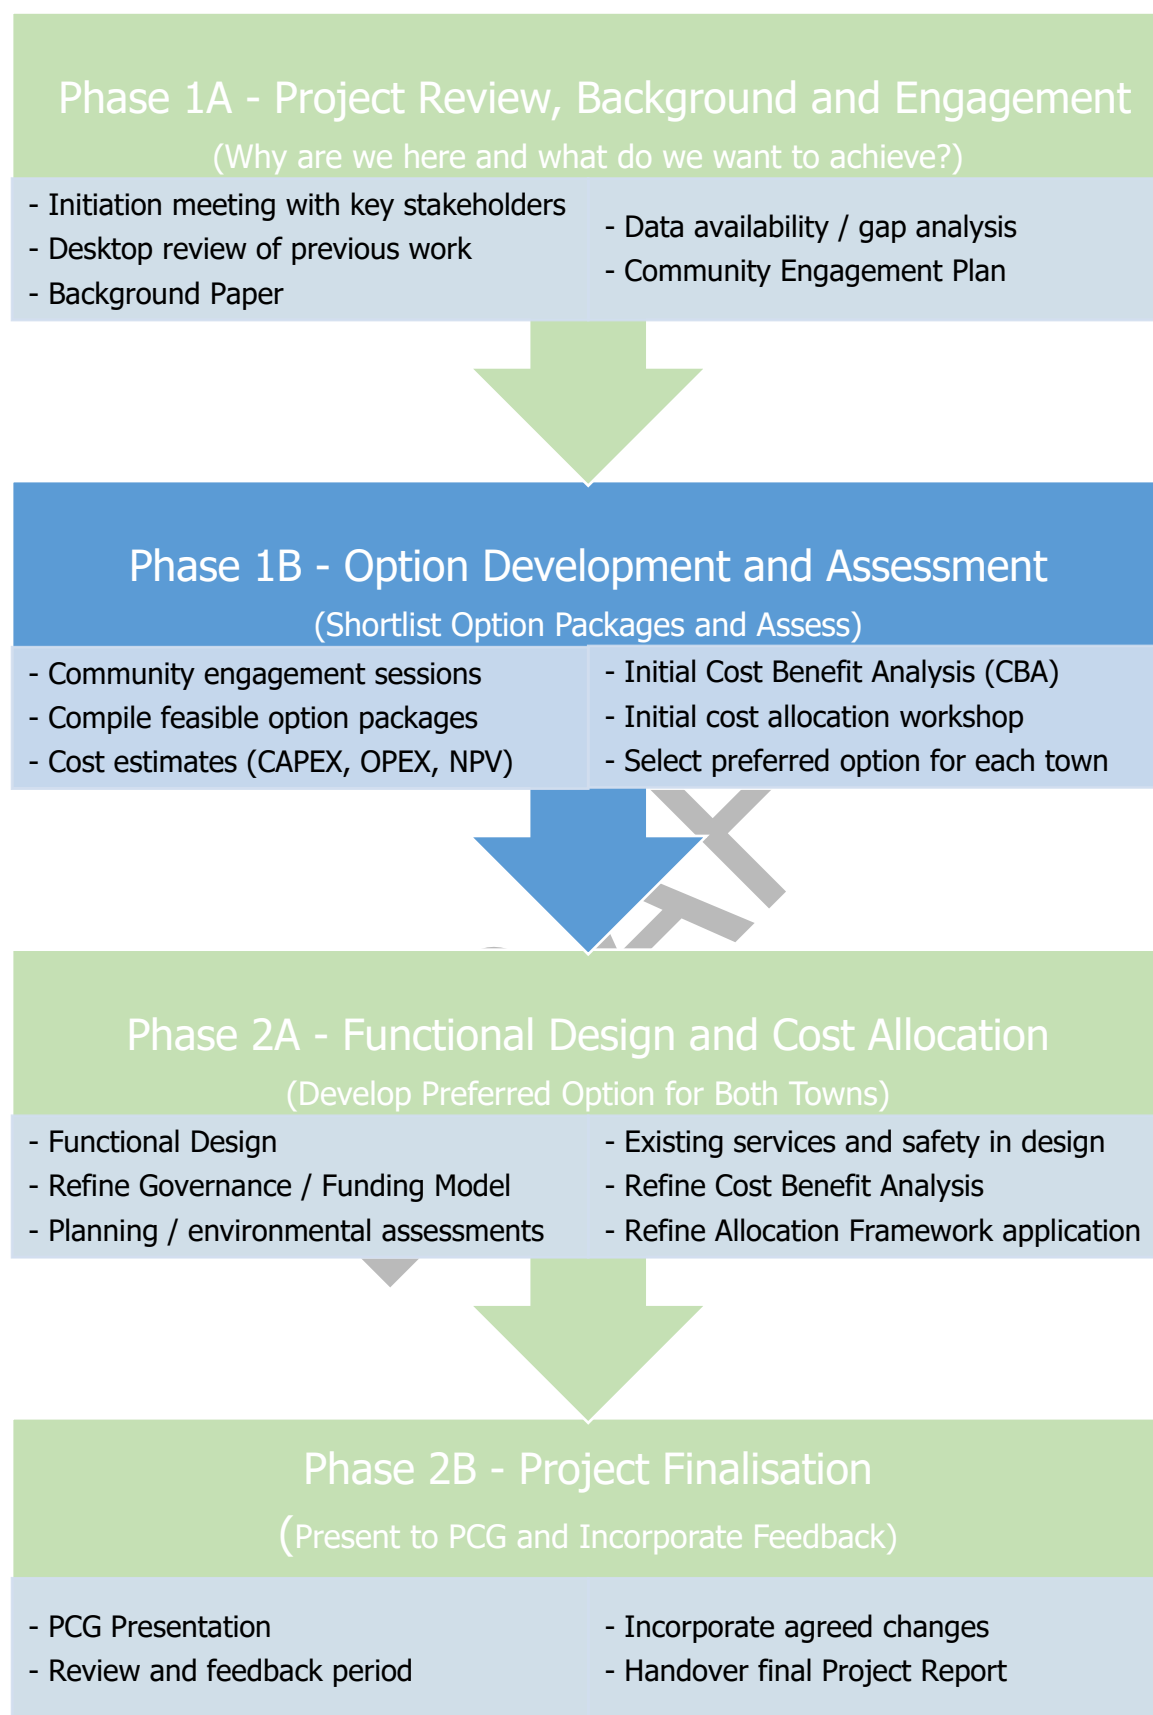 Phase 1A - Project Review, Background and Engagement
(Why are we here and what do we want to achieve?)
- Initiation meeting with key stakeholders
- Desktop review of previous work
- Background Paper
- Data availability / gap analysis
- Community Engagement Plan
Phase 1B - Option Development and Assessment
(Shortlist Option Packages and Assess)
- Community engagement sessions
- Compile feasible option packages
- Cost estimates (CAPEX, OPEX, NPV)
- Initial Cost Benefit Analysis (CBA)
- Initial cost allocation workshop
- Select preferred option for each town
Phase 2A - Functional Design and Cost Allocation
(Develop Preferred Option for Both Towns)
- Functional Design
- Refine Governance / Funding Model
- Planning / environmental assessments
- Existing services and safety in design
- Refine Cost Benefit Analysis
- Refine Allocation Framework application
Phase 2B - Project Finalisation
(Present to PCG and Incorporate Feedback)
- PCG Presentation
- Review and feedback period
- Incorporate agreed changes
- Handover final Project Report